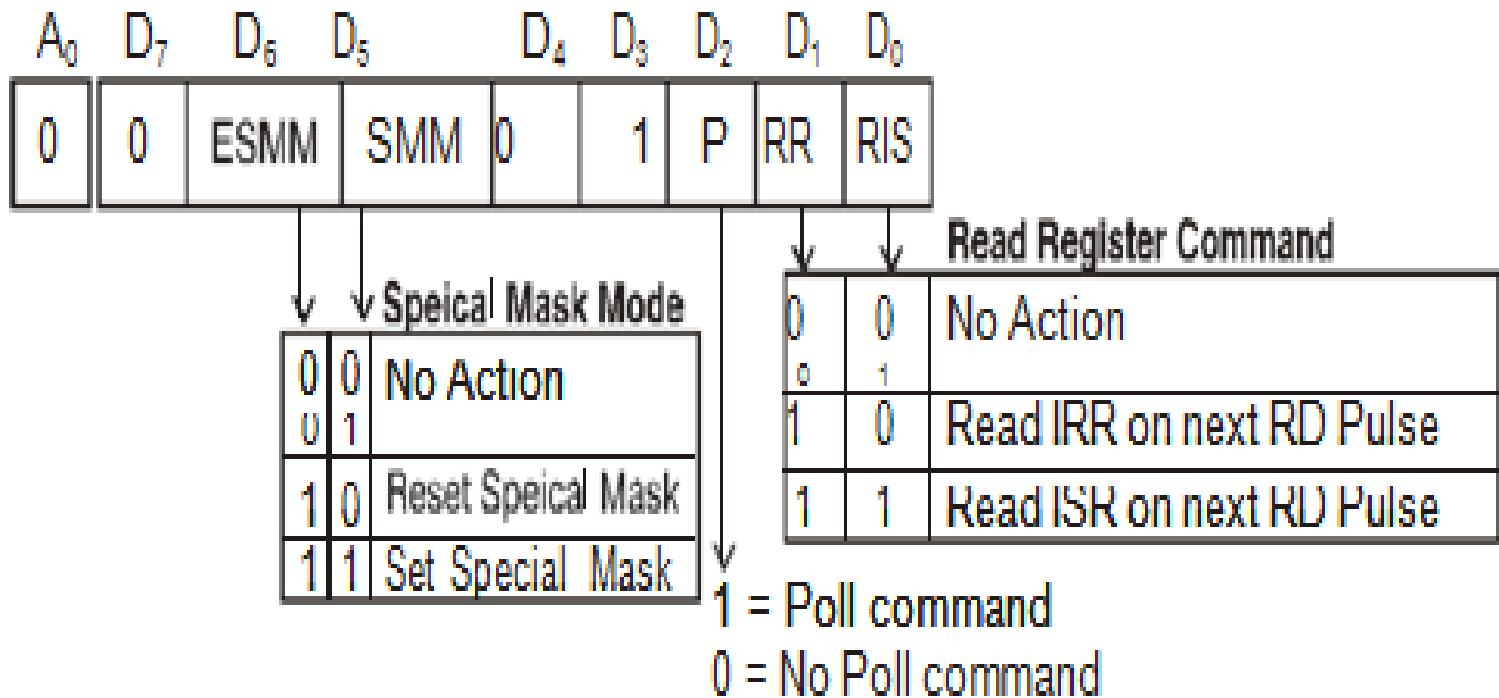 A₀ D₇ D₆ D₅ D₄ D₃ D₂ D₁ D₀
0 0 ESMM SMM 0 1 P RR RIS
Read Register Command
0 0 No Action
0 1
1 0 Read IRR on next RD Pulse
1 1 Read ISR on next RD Pulse
Speical Mask Mode
0 0 No Action
0 1
1 0 Reset Speical Mask
1 1 Set Special Mask
1 = Poll command
0 = No Poll command